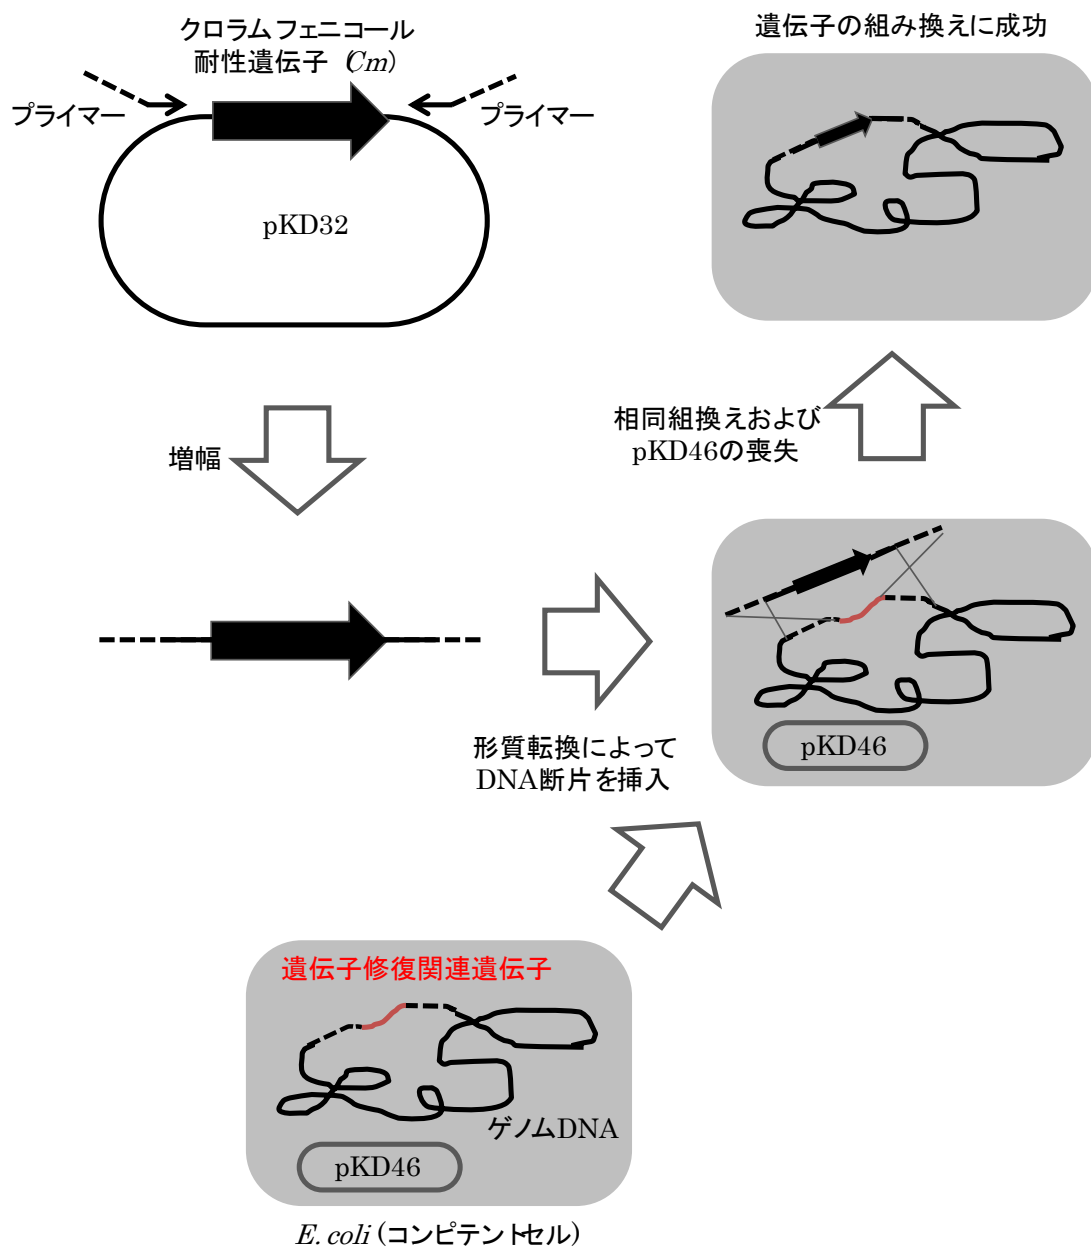 クロラムフェニコール
耐性遺伝子 (Cm)
プライマー
プライマー
pKD32
増幅
遺伝子の組み換えに成功
相同組換えおよび
pKD46の喪失
形質転換によって
DNA断片を挿入
pKD46
遺伝子修復関連遺伝子
ゲノムDNA
pKD46
E. coli (コンピテントセル)